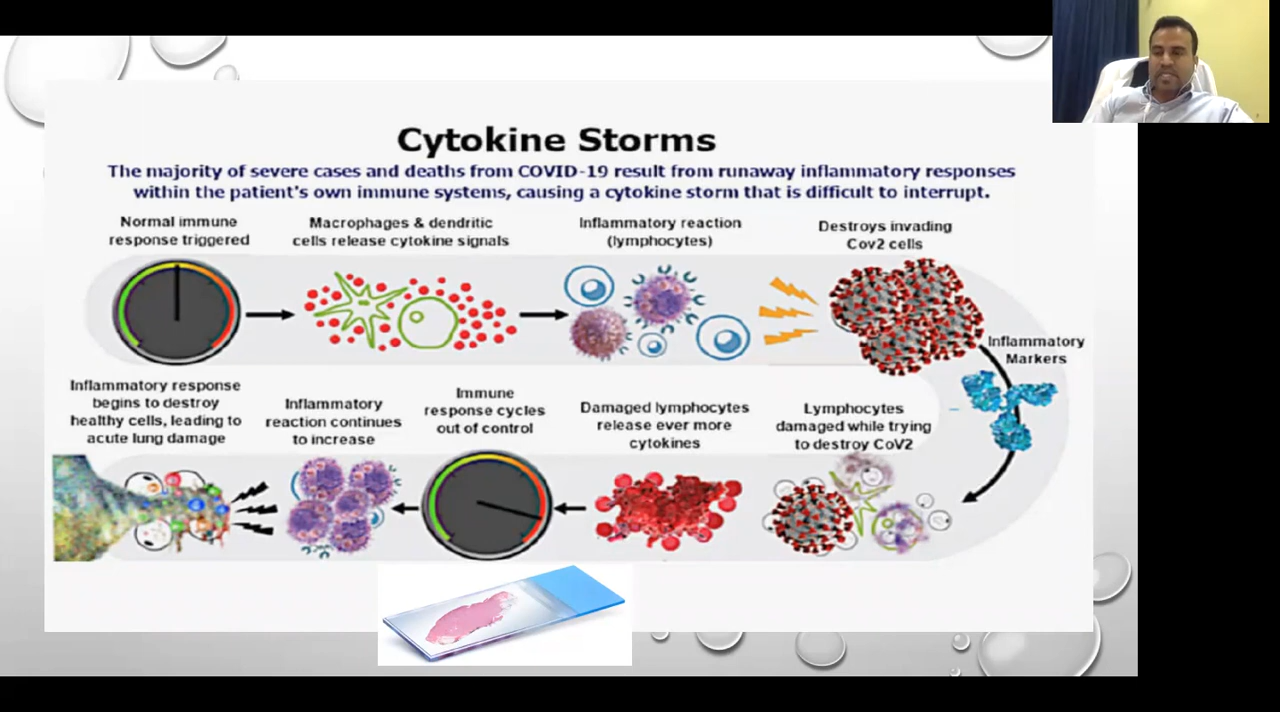 Cytokine Storms
The majority of severe cases and deaths from COVID-19 result from runaway inflammatory responses
within the patient's own immune systems, causing a cytokine storm that is difficult to interrupt.
Normal immune
response triggered
Macrophages & dendritic
cells release cytokine signals
Inflammatory reaction
(lymphocytes)
Destroys invading
Cov2 cells
Inflammatory
Markers
Lymphocytes
damaged while trying
to destroy CoV2
Damaged lymphocytes
release ever more
cytokines
Immune
response cycles
out of control
Inflammatory
reaction continues
to increase
Inflammatory response
begins to destroy
healthy cells, leading to
acute lung damage